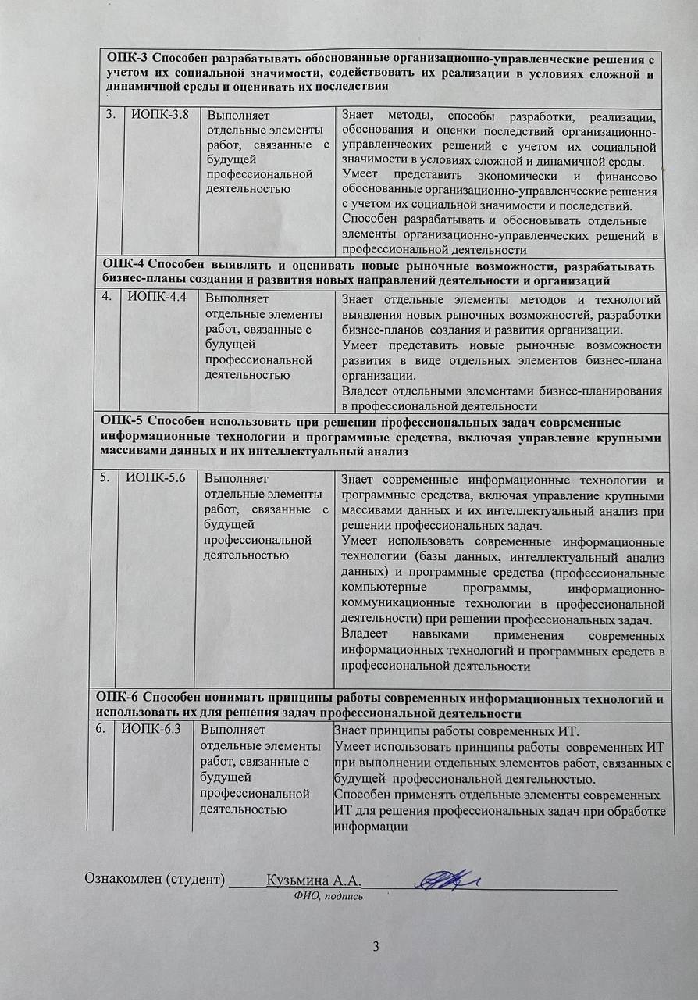 ОПК-3 Способен разрабатывать обоснованные организационно-управленческие решения с
учетом их социальной значимости, содействовать их реализации в условиях сложной и
динамичной среды и оценивать их последствия
3. ИОПК-3.8
Выполняет
отдельные элементы
работ, связанные с
будущей
профессиональной
деятельностью
Знает методы, способы разработки, реализации,
обоснования и оценки последствий организационно-
управленческих решений с учетом их социальной
значимости в условиях сложной и динамичной среды.
Умеет представить экономически и финансово
обоснованные организационно-управленческие решения
с учетом их социальной значимости и последствий.
Способен разрабатывать и обосновывать отдельные
элементы организационно-управленческих решений в
профессиональной деятельности
ОПК-4 Способен выявлять и оценивать новые рыночные возможности, разрабатывать
бизнес-планы создания и развития новых направлений деятельности и организаций
4. ИОПК-4.4
Выполняет
отдельные элементы
работ, связанные с
будущей
профессиональной
деятельностью
Знает отдельные элементы методов и технологий
выявления новых рыночных возможностей, разработки
бизнес-планов создания и развития организации.
Умеет представить новые рыночные возможности
развития в виде отдельных элементов бизнес-плана
организации.
Владеет отдельными элементами бизнес-планирования
в профессиональной деятельности
ОПК-5 Способен использовать при решении профессиональных задач современные
информационные технологии и программные средства, включая управление крупными
массивами данных и их интеллектуальный анализ
5. ИОПК-5.6
Выполняет
отдельные элементы
работ, связанные с
будущей
профессиональной
деятельностью
Знает современные информационные технологии и
программные средства, включая управление крупными
массивами данных и их интеллектуальный анализ при
решении профессиональных задач.
Умеет использовать современные информационные
технологии (базы данных, интеллектуальный анализ
данных) и программные средства (профессиональные
компьютерные программы, информационно-
коммуникационные технологии в профессиональной
деятельности) при решении профессиональных задач.
Владеет навыками применения современных
информационных технологий и программных средств в
профессиональной деятельности
ОПК-6 Способен понимать принципы работы современных информационных технологий и
использовать их для решения задач профессиональной деятельности
6. ИОПК-6.3
Выполняет
отдельные элементы
работ, связанные с
будущей
профессиональной
деятельностью
Знает принципы работы современных ИТ.
Умеет использовать принципы работы современных ИТ
при выполнении отдельных элементов работ, связанных с
будущей профессиональной деятельностью.
Способен применять отдельные элементы современных
ИТ для решения профессиональных задач при обработке
информации
Ознакомлен (студент) Кузьмина А.А.
ФИО, подпись
3